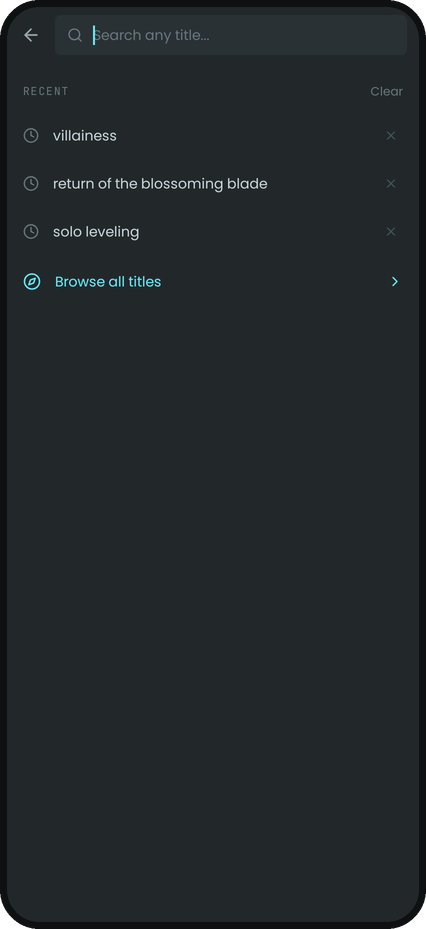 Search any title...
RECENT
Clear
villainess
return of the blossoming blade
solo leveling
Browse all titles